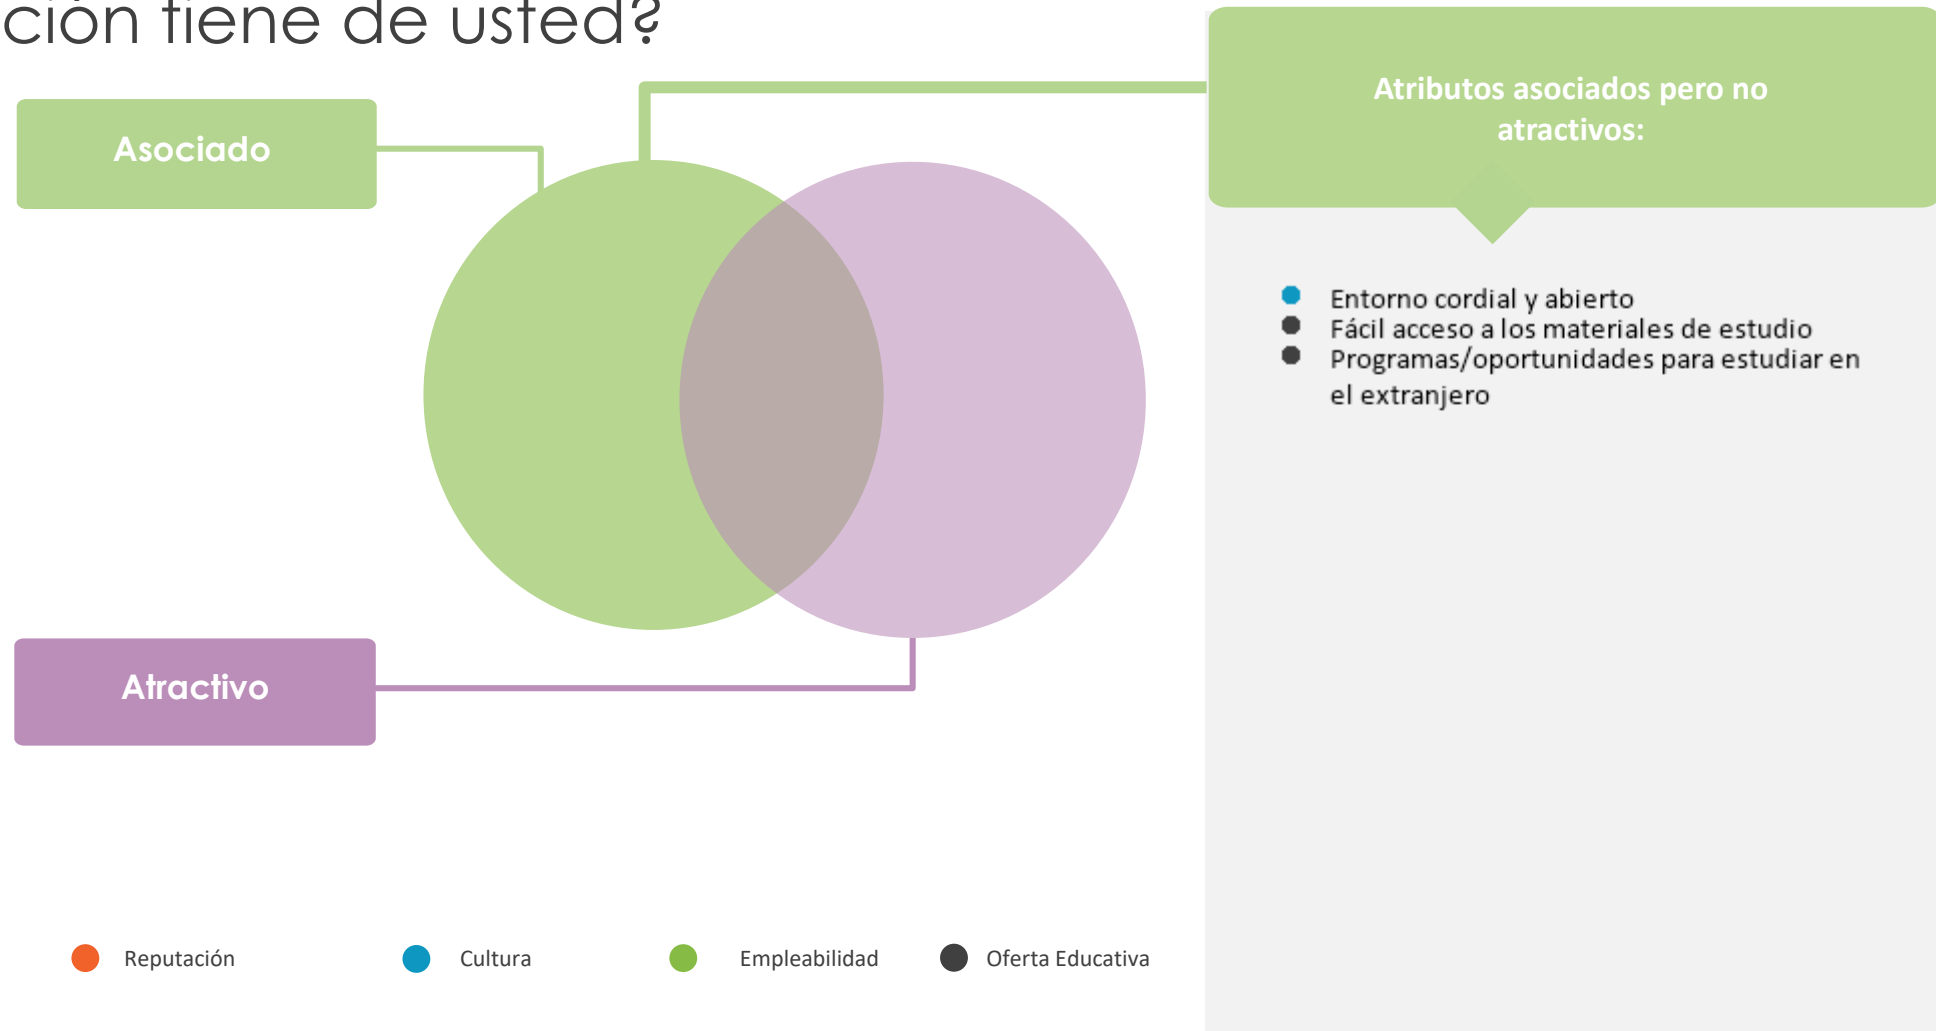 ción tiene de usted?
Asociado
Atributos asociados pero no
atractivos:
Entorno cordial y abierto
Fácil acceso a los materiales de estudio
Programas/oportunidades para estudiar en
el extranjero
Atractivo
Reputación
Cultura
Empleabilidad
Oferta Educativa